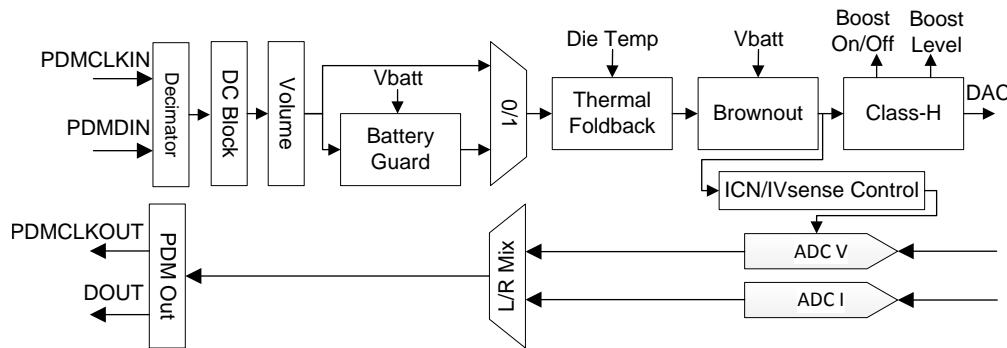 PDMCLKIN
PDMDIN
Decimator
DC Block
Volume
Vbatt
Battery
Guard
0/1
Die Temp
Thermal
Foldback
Vbatt
Brownout
Boost
On/Off
Boost
Level
Class-H
DAC
ICN/IVsense Control
PDMCLKOUT
DOUT
PDM Out
L/R Mix
ADC V
ADC I